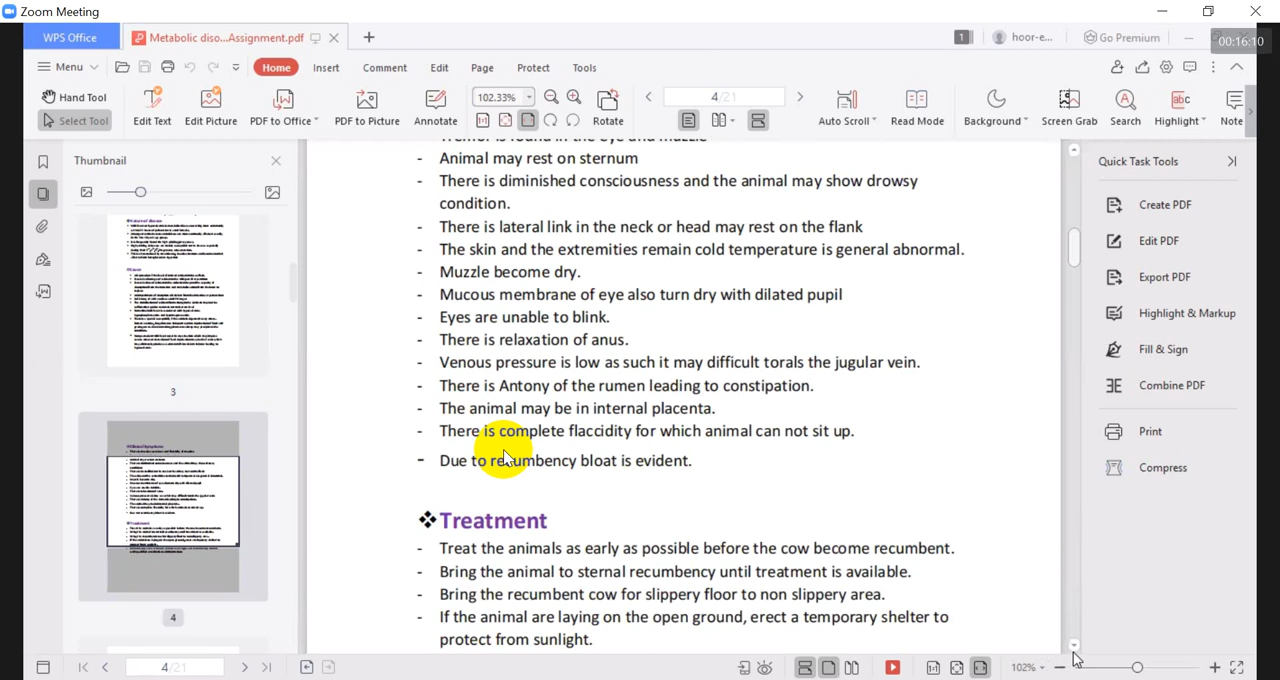 Zoom Meeting
WPS Office
Metabolic diso...Assignment.pdf
1
hoor-e...
Go Premium
00:16:10
Menu
Home
Insert
Comment
Edit
Page
Protect
Tools
Hand Tool
Select Tool
Edit Text
Edit Picture
PDF to Office
PDF to Picture
Annotate
102.33%
Rotate
4/21
Auto Scroll
Read Mode
Background
Screen Grab
Search
Highlight
Note
Thumbnail
3
4
- Animal may rest on sternum
- There is diminished consciousness and the animal may show drowsy
condition.
- There is lateral link in the neck or head may rest on the flank
- The skin and the extremities remain cold temperature is general abnormal.
- Muzzle become dry.
- Mucous membrane of eye also turn dry with dilated pupil
- Eyes are unable to blink.
- There is relaxation of anus.
- Venous pressure is low as such it may difficult torals the jugular vein.
- There is Antony of the rumen leading to constipation.
- The animal may be in internal placenta.
- There is complete flaccidity for which animal can not sit up.
- Due to recumbency bloat is evident.
❖Treatment
- Treat the animals as early as possible before the cow become recumbent.
- Bring the animal to sternal recumbency until treatment is available.
- Bring the recumbent cow for slippery floor to non slippery area.
- If the animal are laying on the open ground, erect a temporary shelter to
protect from sunlight.
Quick Task Tools
Create PDF
Edit PDF
Export PDF
Highlight & Markup
Fill & Sign
Combine PDF
Print
Compress
4/21
102%